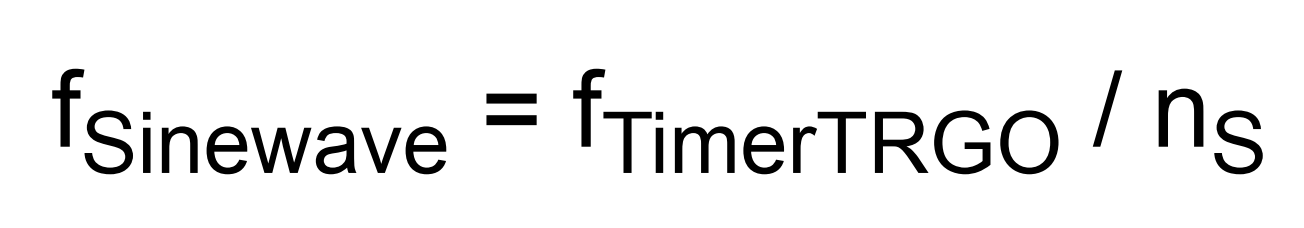 fSinewave = fTimerTRGO / nS